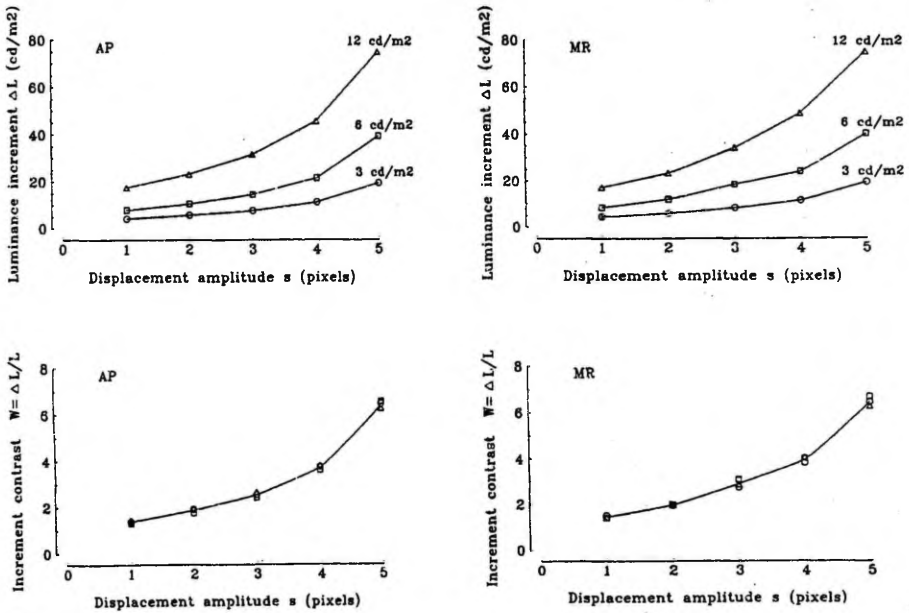 Luminance increment ΔL (cd/m2)
80
60
40
20
0
AP
12 cd/m2
6 cd/m2
3 cd/m2
0 1 2 3 4 5
Displacement amplitude s (pixels)
Luminance increment ΔL (cd/m2)
80
60
40
20
0
MR
12 cd/m2
6 cd/m2
3 cd/m2
0 1 2 3 4 5
Displacement amplitude s (pixels)
Increment contrast W= ΔL/L
8
6
4
2
0
AP
0 1 2 3 4 5
Displacement amplitude s (pixels)
Increment contrast W= ΔL/L
8
6
4
2
0
MR
0 1 2 3 4 5
Displacement amplitude s (pixels)